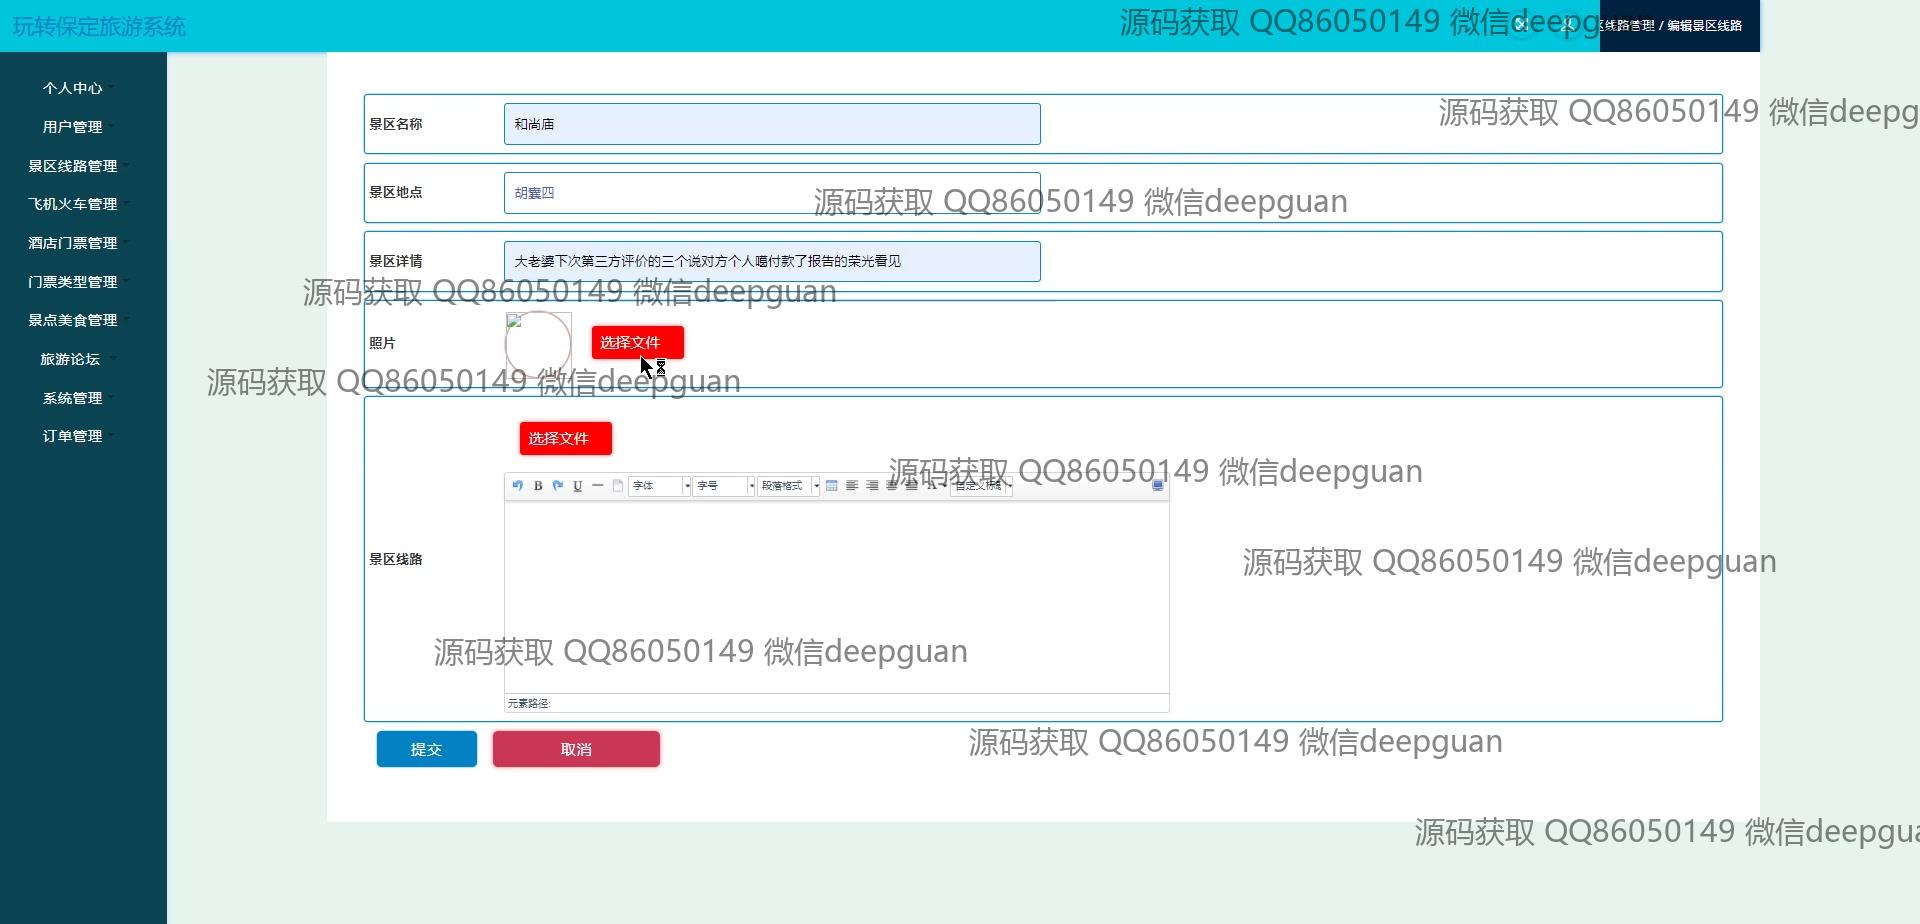 玩转保定旅游系统
源码获取 QQ86050149 微信deepg
区线路管理 / 编辑景区线路
个人中心
用户管理
景区线路管理
飞机火车管理
酒店门票管理
门票类型管理
景点美食管理
旅游论坛
系统管理
订单管理
源码获取 QQ86050149 微信deepg
景区名称
和尚庙
景区地点
胡囊四
源码获取 QQ86050149 微信deepguan
景区详情
大老婆下次第三方评价的三个说对方个人喵付款了报告的荣光看见
源码获取 QQ86050149 微信deepguan
照片
选择文件
源码获取 QQ86050149 微信deepguan
选择文件
源码获取 QQ86050149 微信deepguan
B U 字体 字号 段落格式 自定义标题
景区线路
源码获取 QQ86050149 微信deepguan
源码获取 QQ86050149 微信deepguan
元素路径:
提交
取消
源码获取 QQ86050149 微信deepguan
源码获取 QQ86050149 微信deepgua